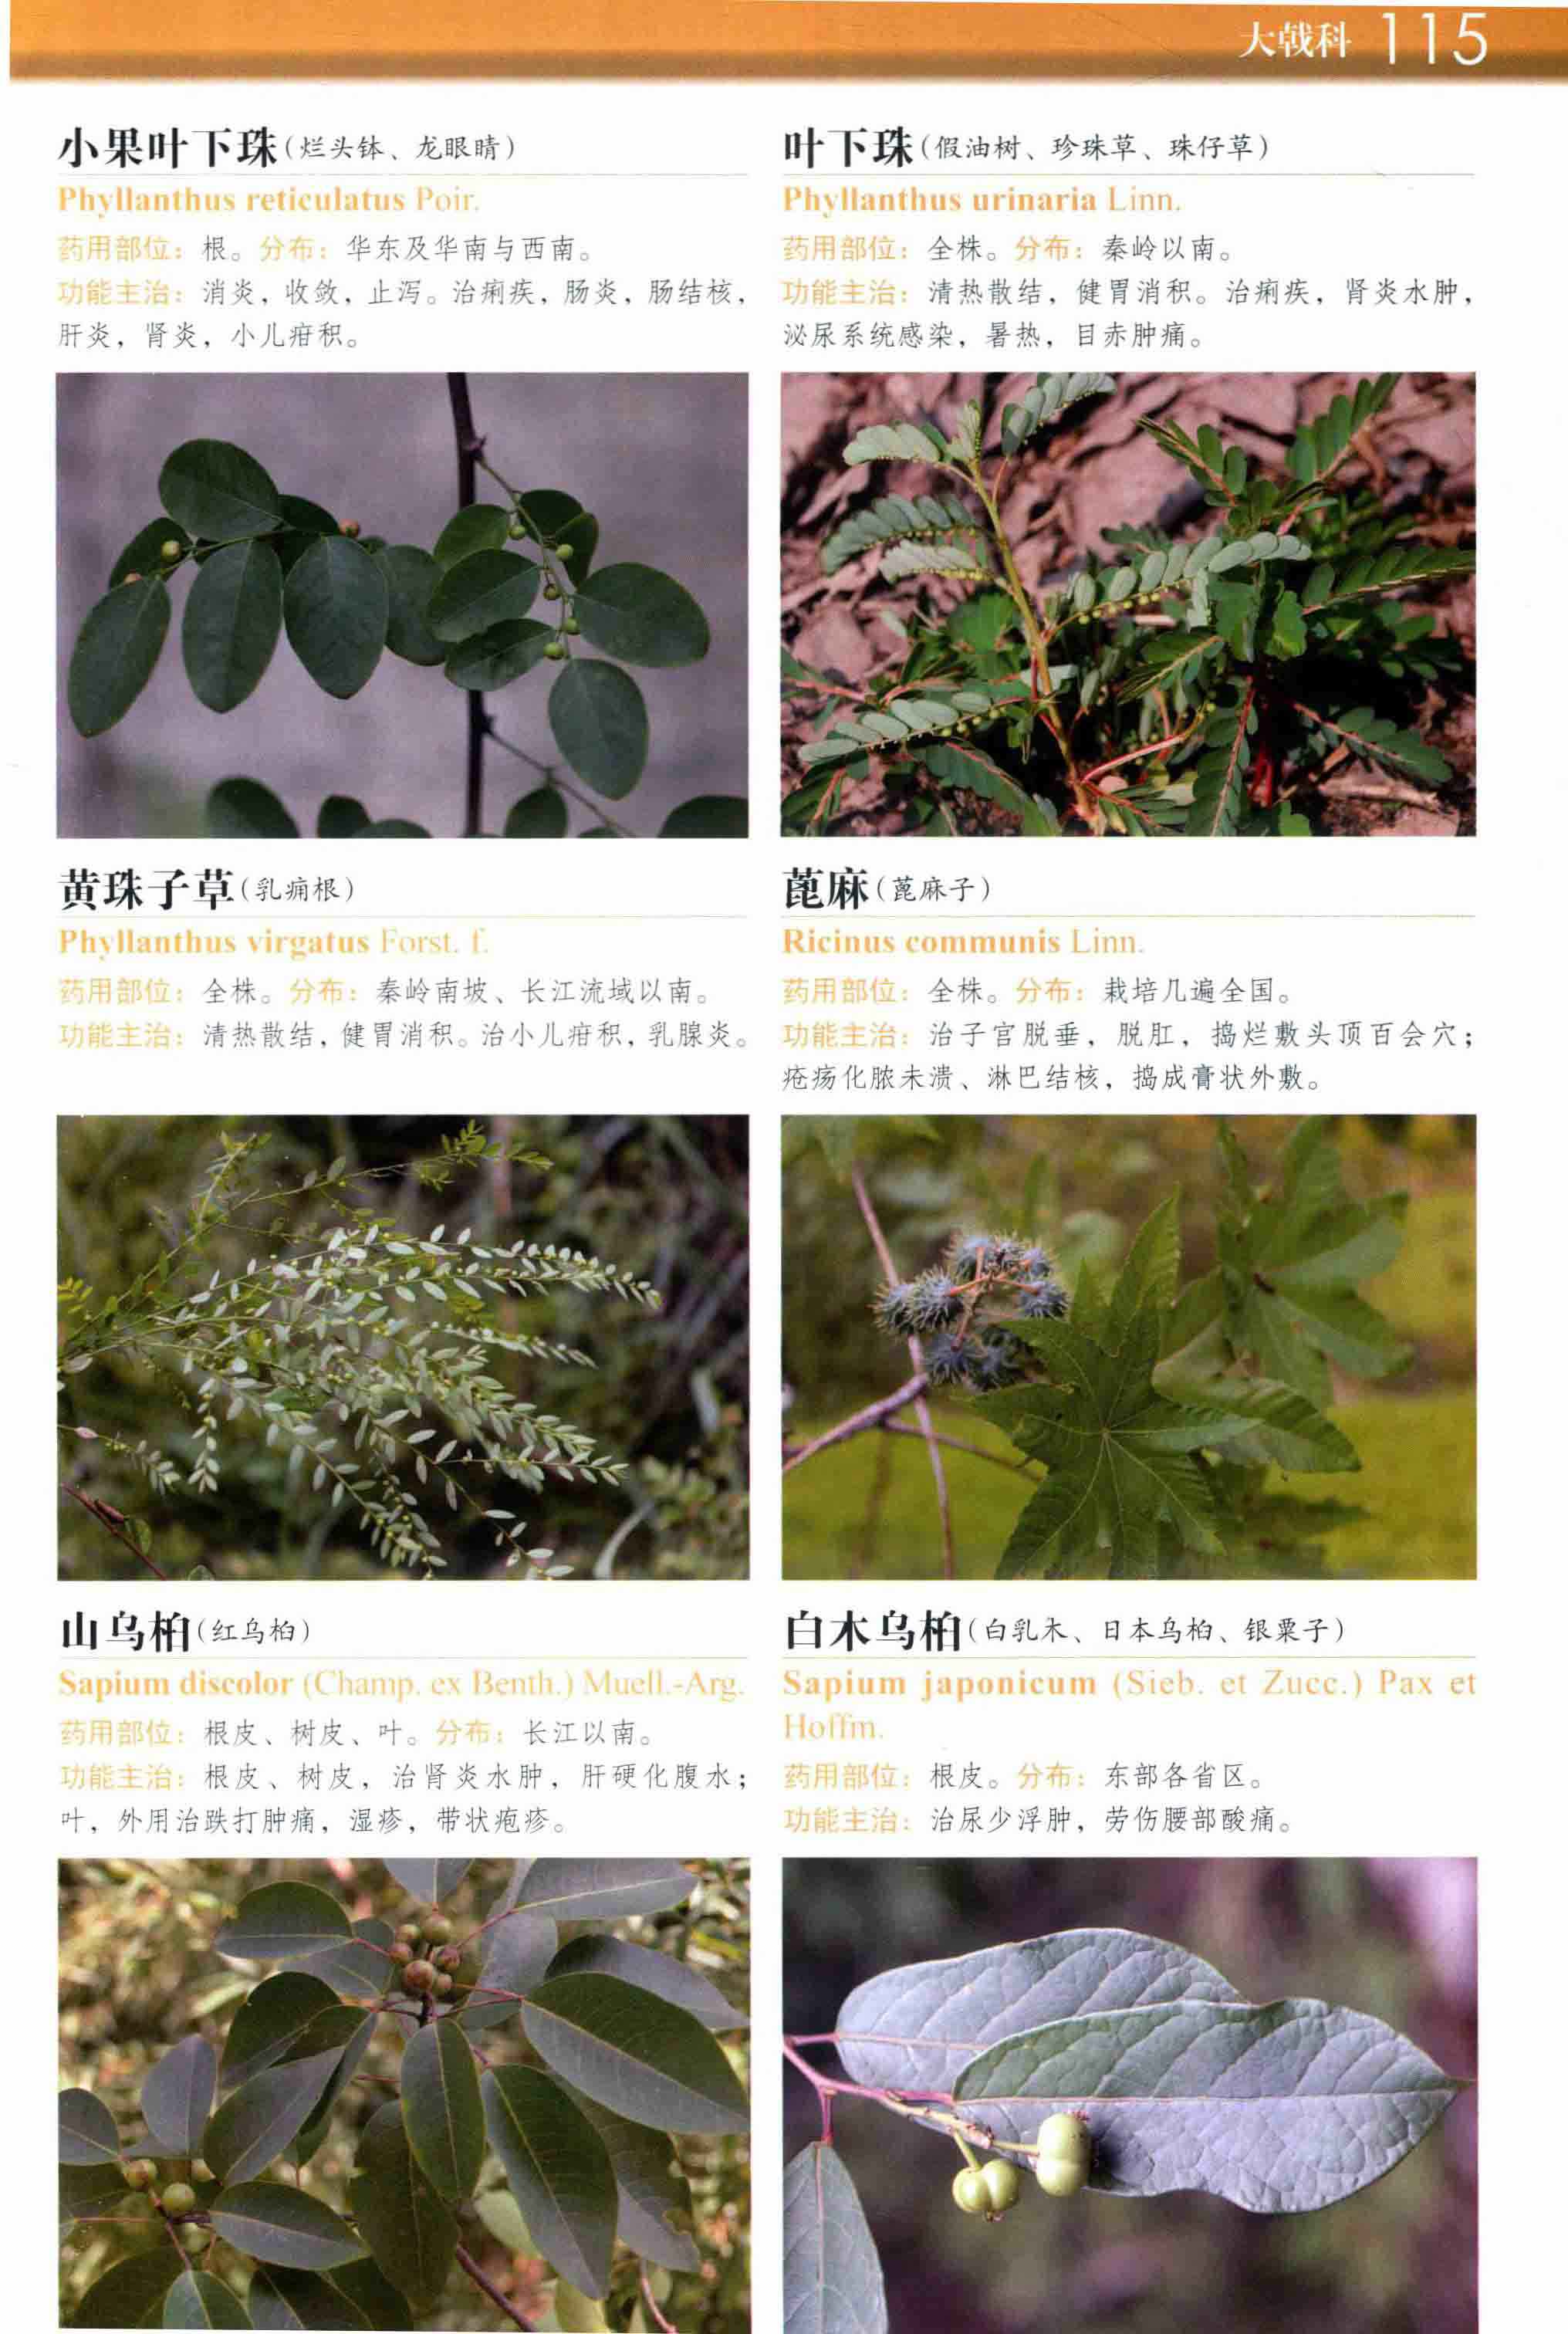 大戟科 115
小果叶下珠(烂头钵、龙眼睛)
Phyllanthus reticulatus Poir.
药用部位：根。分布：华东及华南与西南。
功能主治：消炎，收敛，止泻。治痢疾，肠炎，肠结核，
肝炎，肾炎，小儿疳积。
叶下珠(假油树、珍珠草、珠仔草)
Phyllanthus urinaria Linn.
药用部位：全株。分布：秦岭以南。
功能主治：清热散结，健胃消积。治痢疾，肾炎水肿，
泌尿系统感染，暑热，目赤肿痛。
黄珠子草(乳痈根)
Phyllanthus virgatus Forst. f.
药用部位：全株。分布：秦岭南坡、长江流域以南。
功能主治：清热散结，健胃消积。治小儿疳积，乳腺炎。
蓖麻(蓖麻子)
Ricinus communis Linn.
药用部位：全株。分布：栽培几遍全国。
功能主治：治子宫脱垂，脱肛，捣烂敷头顶百会穴；
疮疡化脓未溃、淋巴结核，捣成膏状外敷。
山乌桕(红乌桕)
Sapium discolor (Champ. ex Benth.) Muell.-Arg.
药用部位：根皮、树皮、叶。分布：长江以南。
功能主治：根皮、树皮，治肾炎水肿，肝硬化腹水；
叶，外用治跌打肿痛，湿疹，带状疱疹。
白木乌桕(白乳木、日本乌桕、银粟子)
Sapium japonicum (Sieb. et Zucc.) Pax et
Hoffm.
药用部位：根皮。分布：东部各省区。
功能主治：治尿少浮肿，劳伤腰部酸痛。